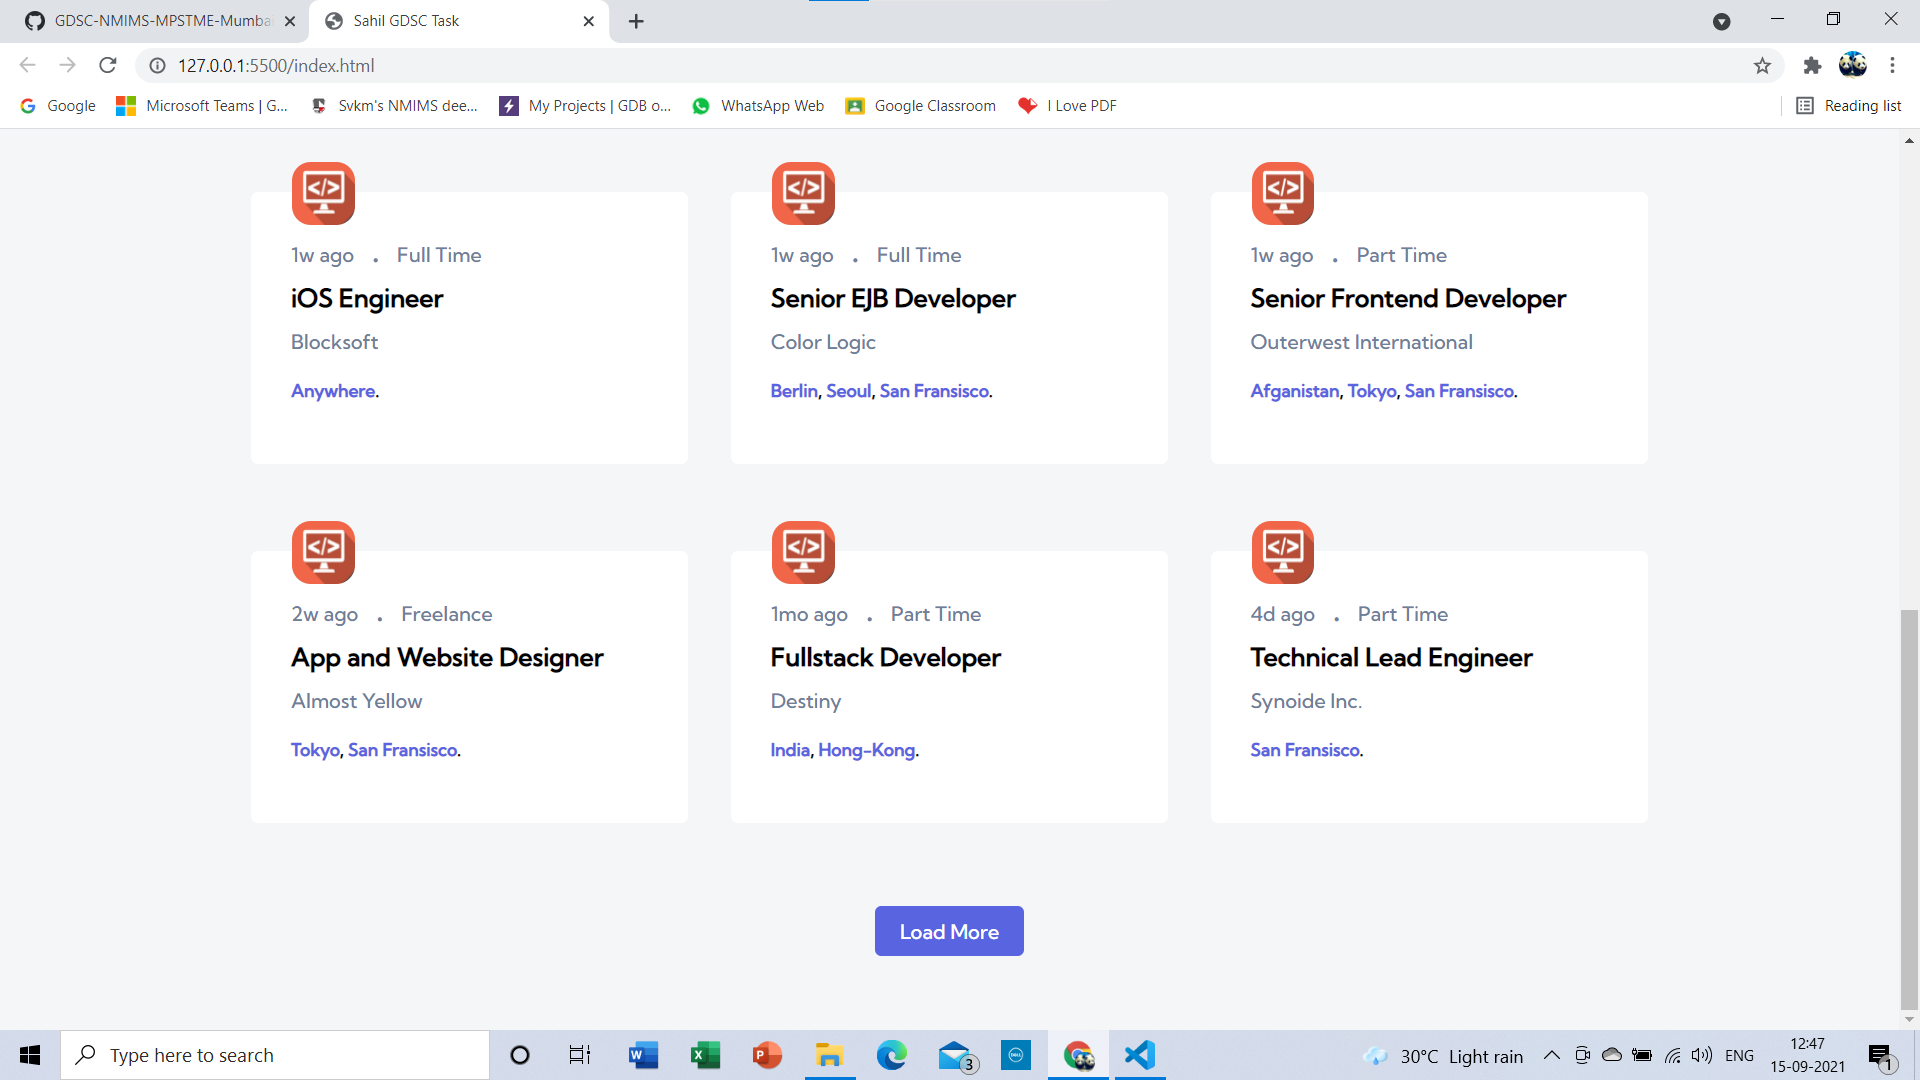 GDSC-NMIMS-MPSTME-Mumba
Sahil GDSC Task
127.0.0.1:5500/index.html
Google
Microsoft Teams | G...
Svkm's NMIMS dee...
My Projects | GDB o...
WhatsApp Web
Google Classroom
I Love PDF
Reading list
1w ago . Full Time
iOS Engineer
Blocksoft
Anywhere.
1w ago . Full Time
Senior EJB Developer
Color Logic
Berlin, Seoul, San Fransisco.
1w ago . Part Time
Senior Frontend Developer
Outerwest International
Afganistan, Tokyo, San Fransisco.
2w ago . Freelance
App and Website Designer
Almost Yellow
Tokyo, San Fransisco.
1mo ago . Part Time
Fullstack Developer
Destiny
India, Hong-Kong.
4d ago . Part Time
Technical Lead Engineer
Synoide Inc.
San Fransisco.
Load More
Type here to search
3
30°C Light rain
ENG
12:47
15-09-2021
1